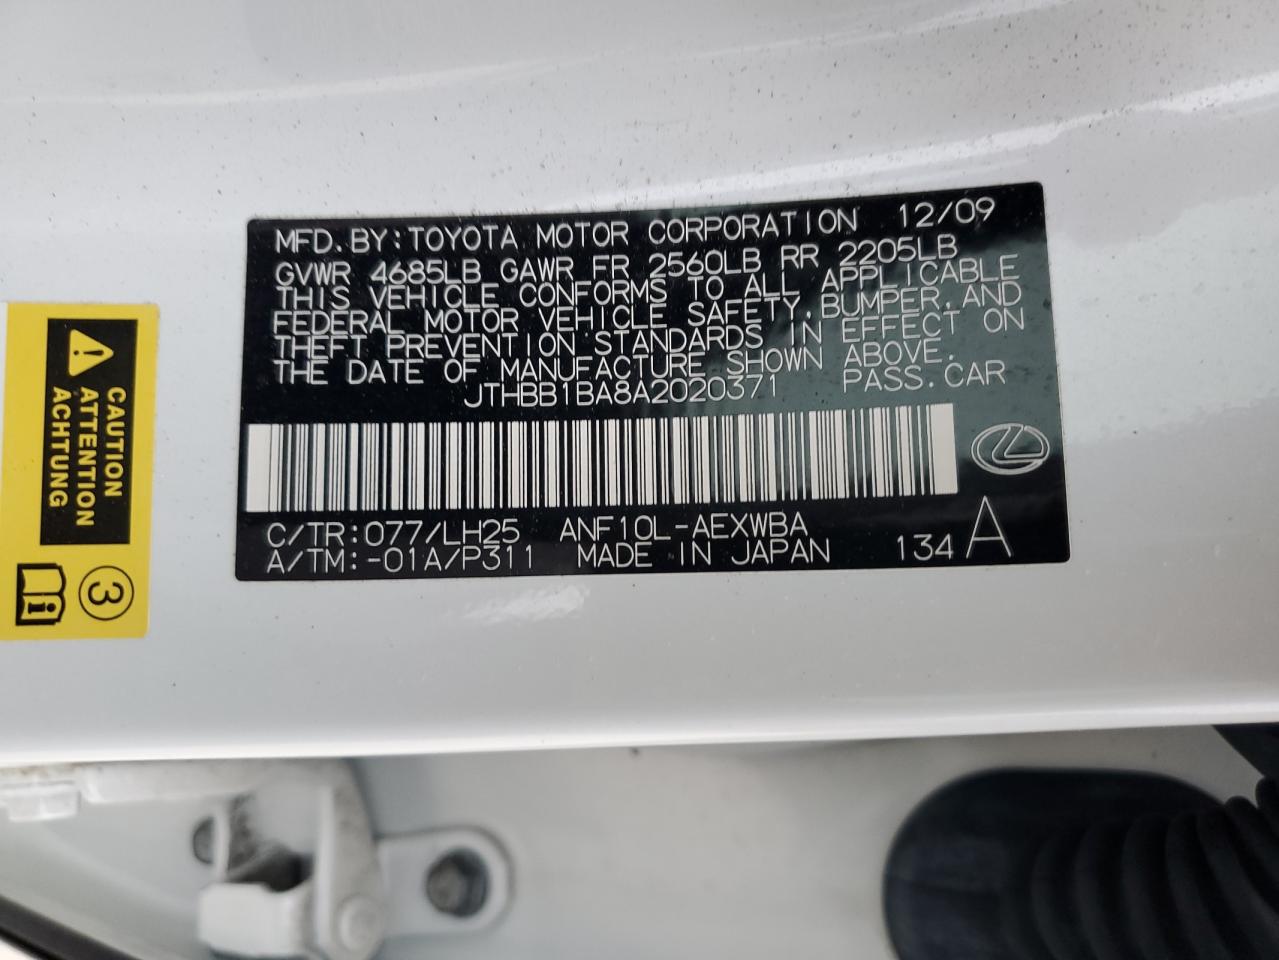 MFD.BY:TOYOTA MOTOR CORPORATION 12/09
GVWR 4685LB GAWR FR 2560LB RR 2205LB
THIS VEHICLE CONFORMS TO ALL APPLICABLE
FEDERAL MOTOR VEHICLE SAFETY,BUMPER,AND
THEFT PREVENTION STANDARDS IN EFFECT ON
THE DATE OF MANUFACTURE SHOWN ABOVE.
JTHBB1BA8A2020371 PASS.CAR
C/TR:077/LH25 ANF10L-AEXWBA
A/TM:-01A/P311 MADE IN JAPAN 134 A
CAUTION
ATTENTION
ACHTUNG
3